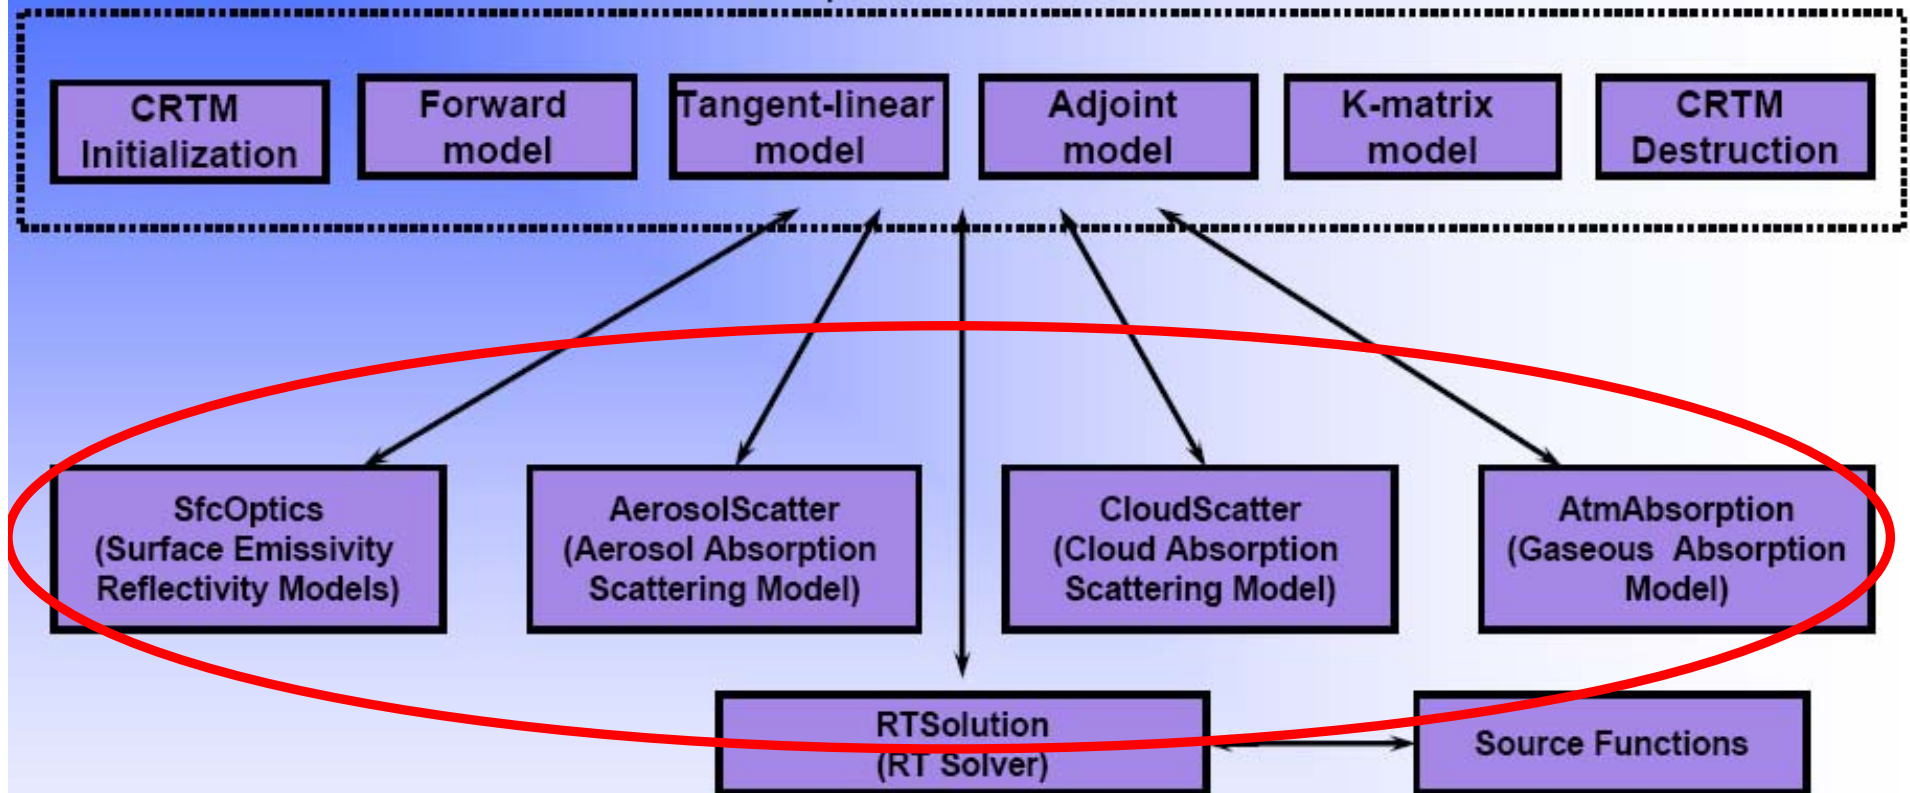 CRTM
Initialization
Forward
model
Tangent-linear
model
Adjoint
model
K-matrix
model
CRTM
Destruction
SfcOptics
(Surface Emissivity
Reflectivity Models)
AerosolScatter
(Aerosol Absorption
Scattering Model)
CloudScatter
(Cloud Absorption
Scattering Model)
AtmAbsorption
(Gaseous Absorption
Model)
RTSolution
(RT Solver)
Source Functions